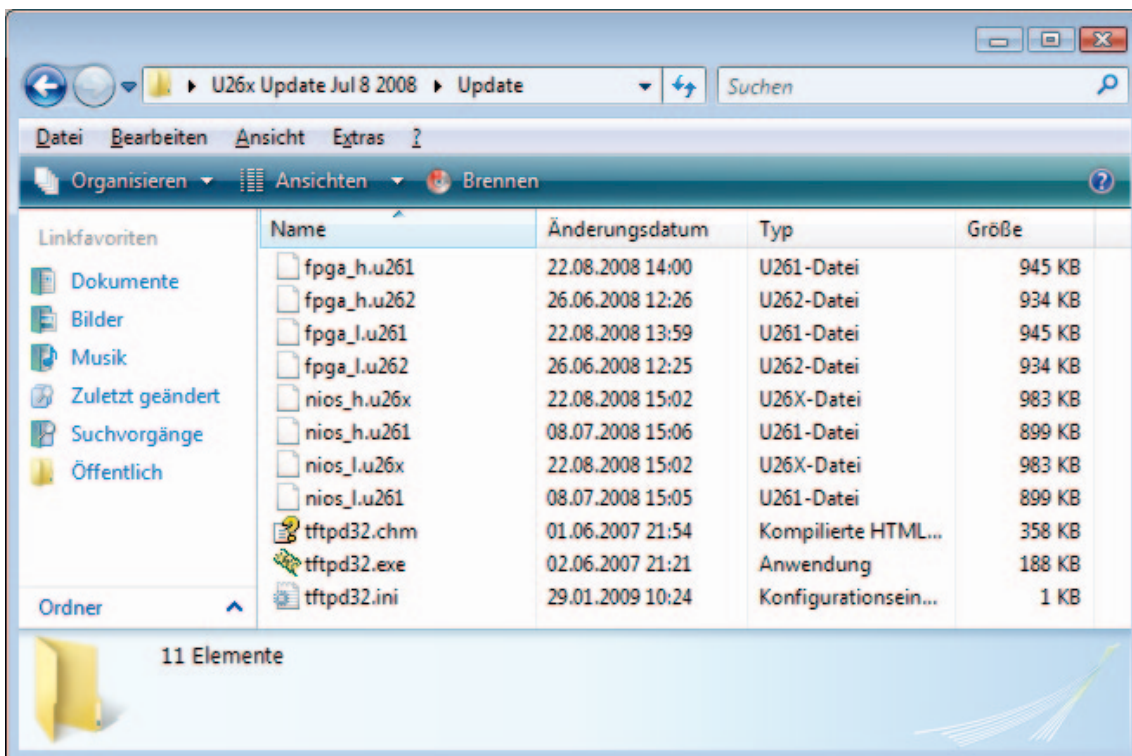 U26x Update Jul 8 2008 Update Suchen
Datei Bearbeiten Ansicht Extras ?
Organisieren Ansichten Brennen ?
Linkfavoriten
Dokumente
Bilder
Musik
Zuletzt geändert
Suchvorgänge
Öffentlich
Ordner
Name Änderungsdatum Typ Größe
fpga_h.u261 22.08.2008 14:00 U261-Datei 945 KB
fpga_h.u262 26.06.2008 12:26 U262-Datei 934 KB
fpga_l.u261 22.08.2008 13:59 U261-Datei 945 KB
fpga_l.u262 26.06.2008 12:25 U262-Datei 934 KB
nios_h.u26x 22.08.2008 15:02 U26X-Datei 983 KB
nios_h.u261 08.07.2008 15:06 U261-Datei 899 KB
nios_l.u26x 22.08.2008 15:02 U26X-Datei 983 KB
nios_l.u261 08.07.2008 15:05 U261-Datei 899 KB
tftpd32.chm 01.06.2007 21:54 Kompilierte HTML... 358 KB
tftpd32.exe 02.06.2007 21:21 Anwendung 188 KB
tftpd32.ini 29.01.2009 10:24 Konfigurationsein... 1 KB
11 Elemente